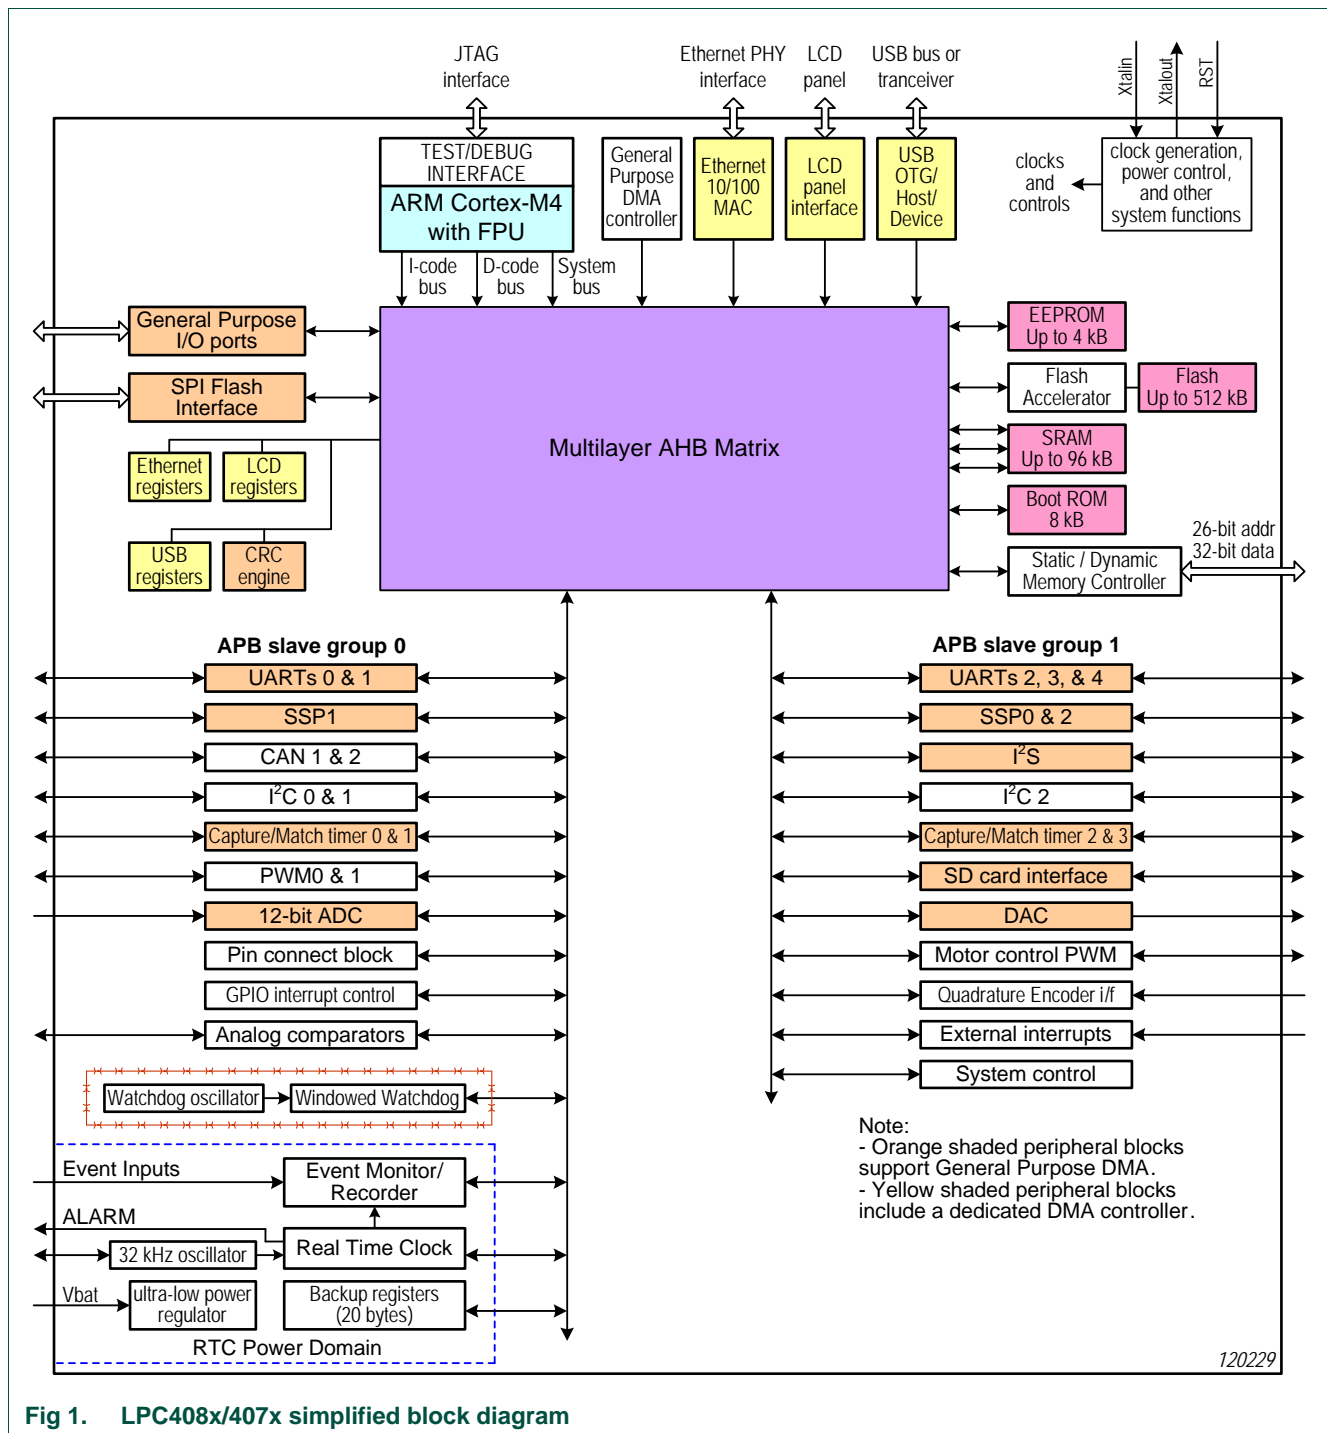 JTAG
interface
Ethernet PHY
interface
LCD
panel
USB bus or
tranceiver
Xtalin
Xtalout
RST
TEST/DEBUG
INTERFACE
ARM Cortex-M4
with FPU
General
Purpose
DMA
controller
Ethernet
10/100
MAC
LCD
panel
interface
USB
OTG/
Host/
Device
clocks
and
controls
clock generation,
power control,
and other
system functions
I-code
bus
D-code
bus
System
bus
General Purpose
I/O ports
SPI Flash
Interface
Ethernet
registers
LCD
registers
USB
registers
CRC
engine
Multilayer AHB Matrix
EEPROM
Up to 4 kB
Flash
Accelerator
Flash
Up to 512 kB
SRAM
Up to 96 kB
Boot ROM
8 kB
Static / Dynamic
Memory Controller
26-bit addr
32-bit data
APB slave group 0
UARTs 0 & 1
SSP1
CAN 1 & 2
I2C 0 & 1
Capture/Match timer 0 & 1
PWM0 & 1
12-bit ADC
Pin connect block
GPIO interrupt control
Analog comparators
Watchdog oscillator
Windowed Watchdog
Event Inputs
Event Monitor/
Recorder
ALARM
32 kHz oscillator
Real Time Clock
Vbat
ultra-low power
regulator
Backup registers
(20 bytes)
RTC Power Domain
APB slave group 1
UARTs 2, 3, & 4
SSP0 & 2
I2S
I2C 2
Capture/Match timer 2 & 3
SD card interface
DAC
Motor control PWM
Quadrature Encoder i/f
External interrupts
System control
Note:
- Orange shaded peripheral blocks
support General Purpose DMA.
- Yellow shaded peripheral blocks
include a dedicated DMA controller.
120229
Fig 1. LPC408x/407x simplified block diagram